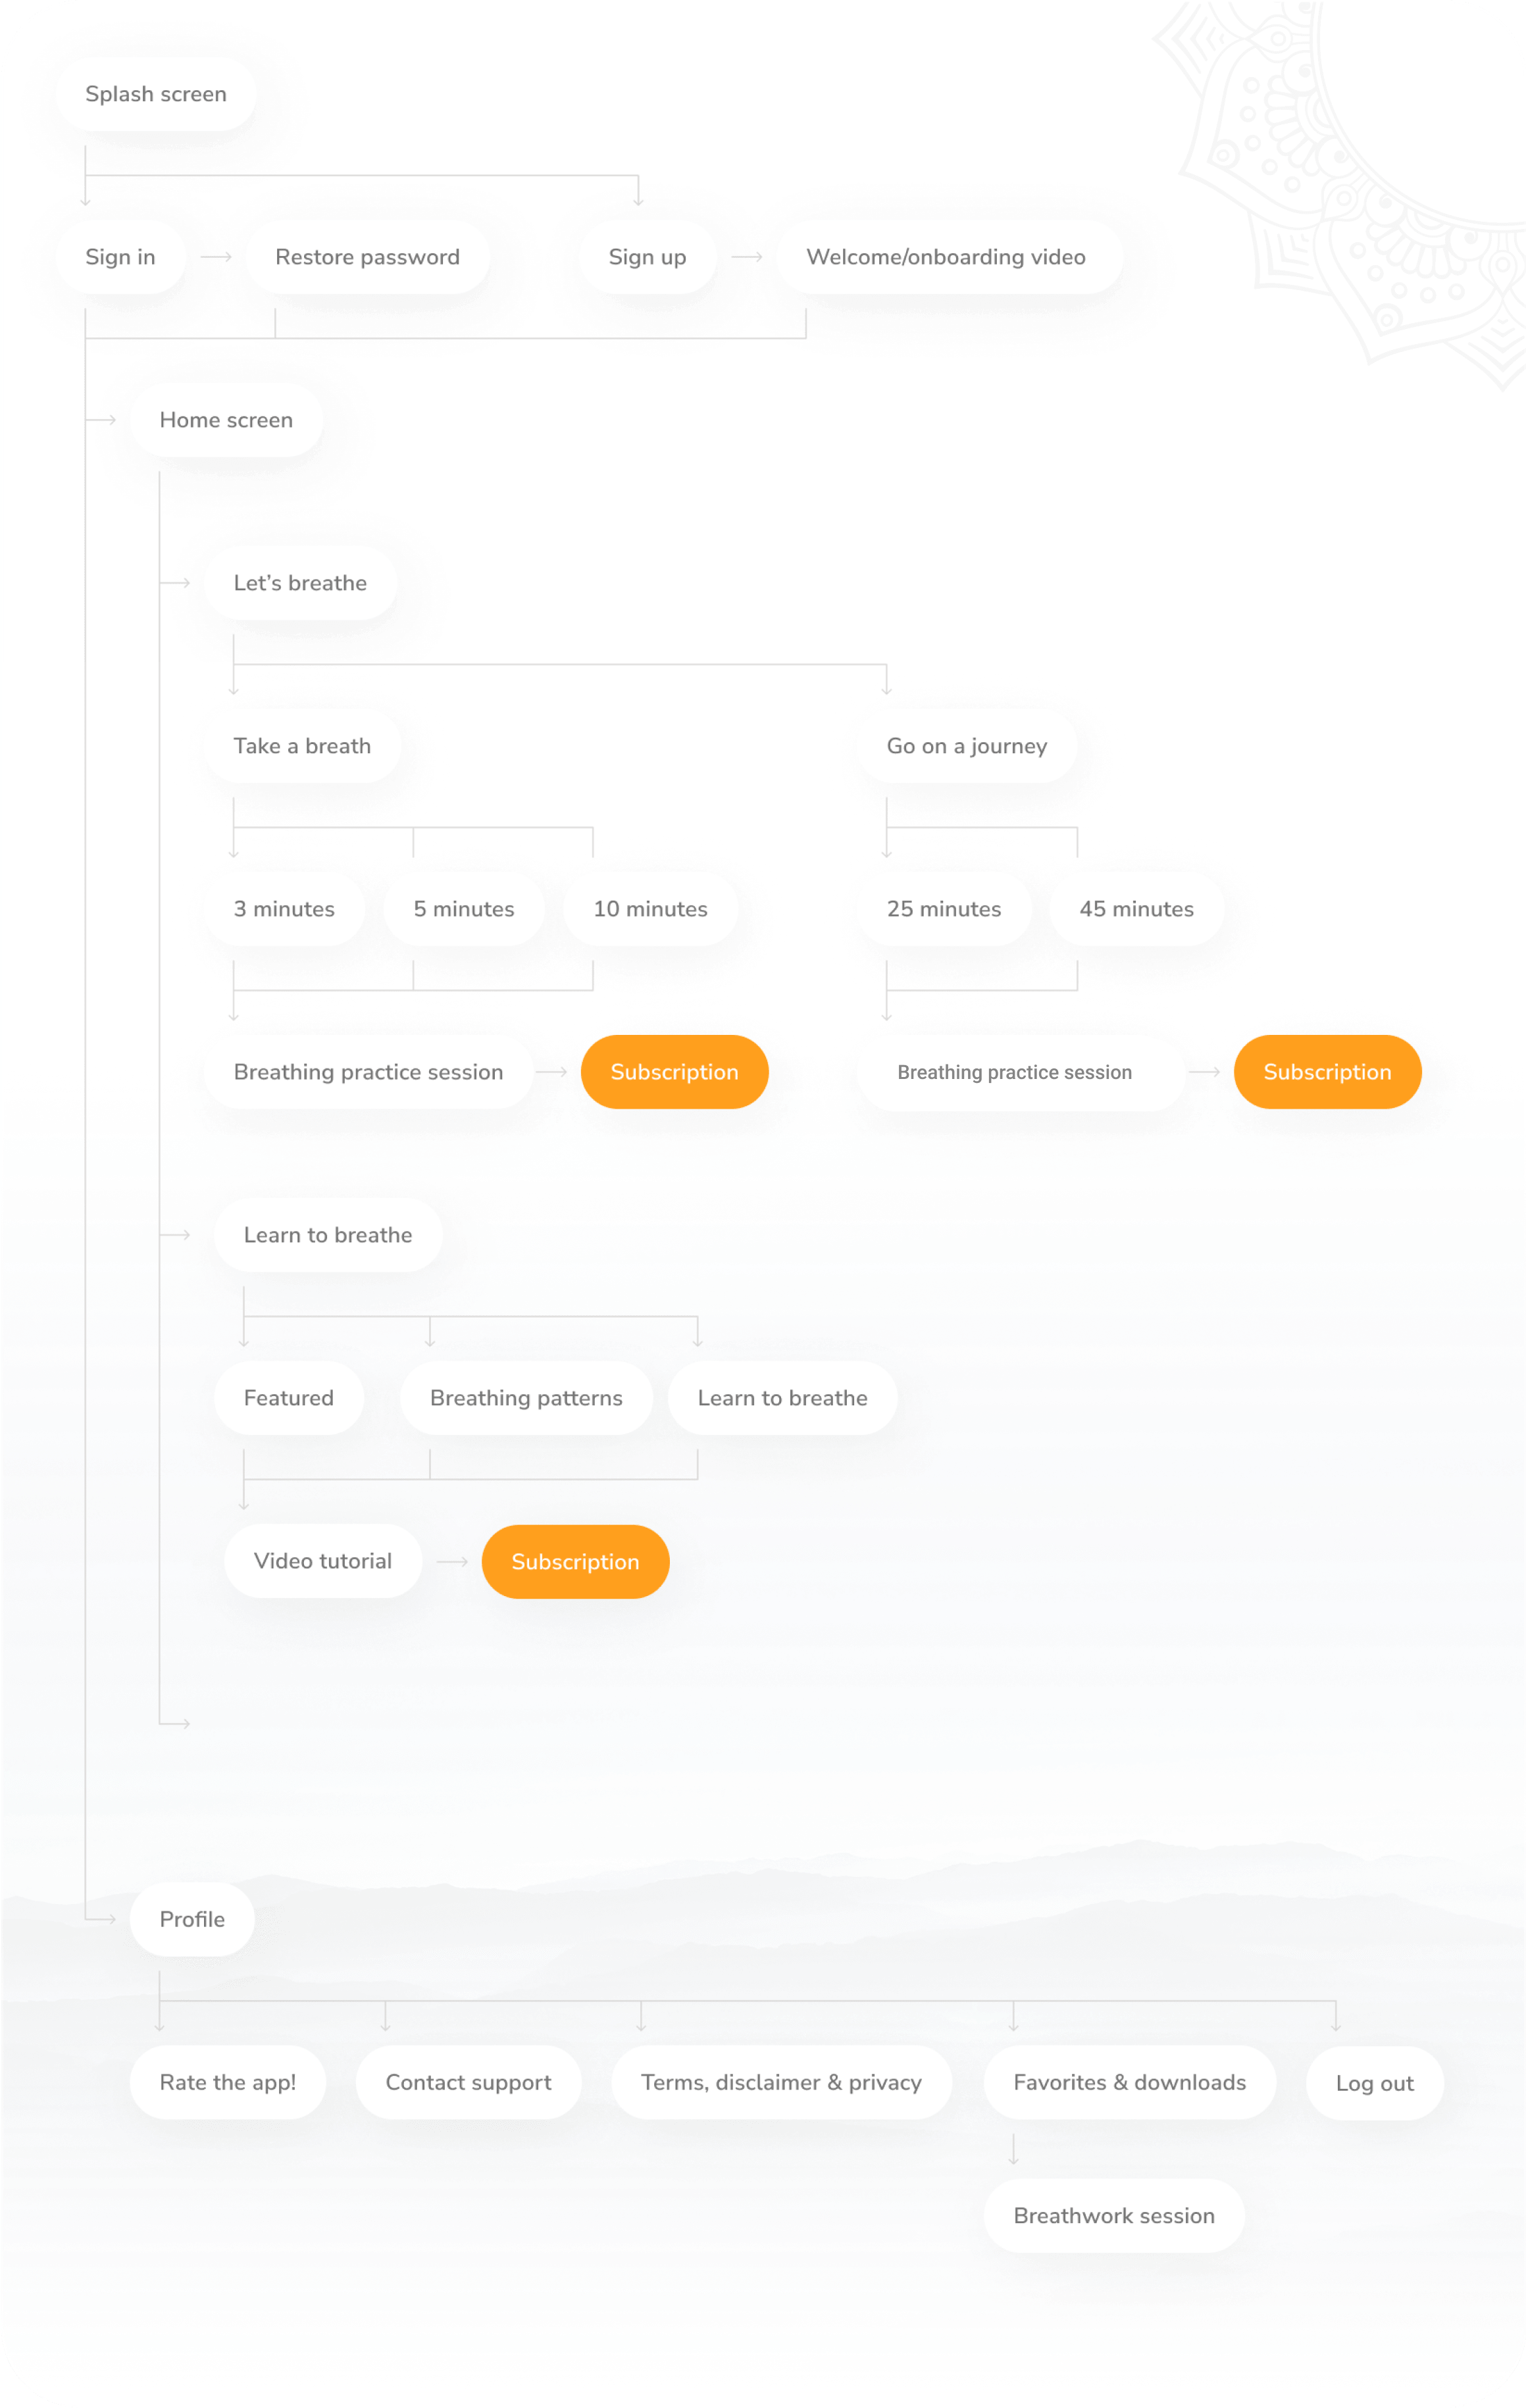 Splash screen
Sign in
Restore password
Sign up
Welcome/onboarding video
Home screen
Let’s breathe
Take a breath
Go on a journey
3 minutes
5 minutes
10 minutes
25 minutes
45 minutes
Breathing practice session
Subscription
Breathing practice session
Subscription
Learn to breathe
Featured
Breathing patterns
Learn to breathe
Video tutorial
Subscription
Profile
Rate the app!
Contact support
Terms, disclaimer & privacy
Favorites & downloads
Log out
Breathwork session